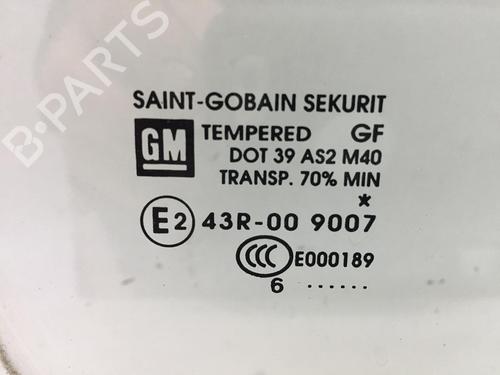 B-PARTS
SAINT-GOBAIN SEKURIT
GM TEMPERED GF
DOT 39 AS2 M40
TRANSP. 70% MIN
*
E2 43R-00 9007
CCC E000189
6 ......